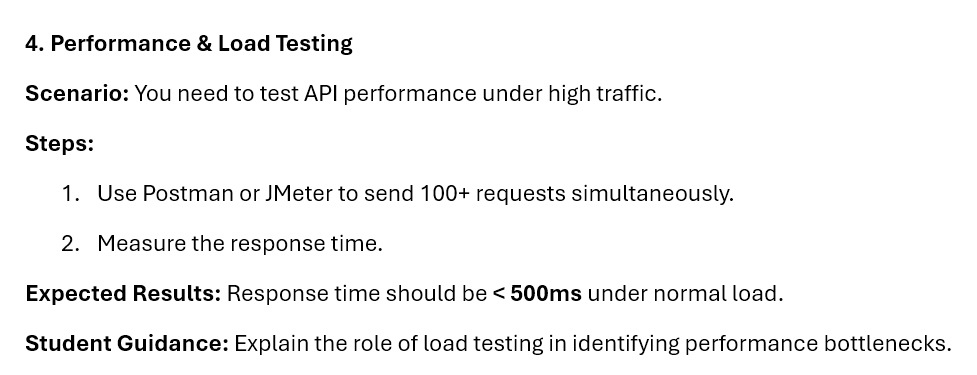 4. Performance & Load Testing
Scenario: You need to test API performance under high traffic.
Steps:
1. Use Postman or JMeter to send 100+ requests simultaneously.
2. Measure the response time.
Expected Results: Response time should be < 500ms under normal load.
Student Guidance: Explain the role of load testing in identifying performance bottlenecks.